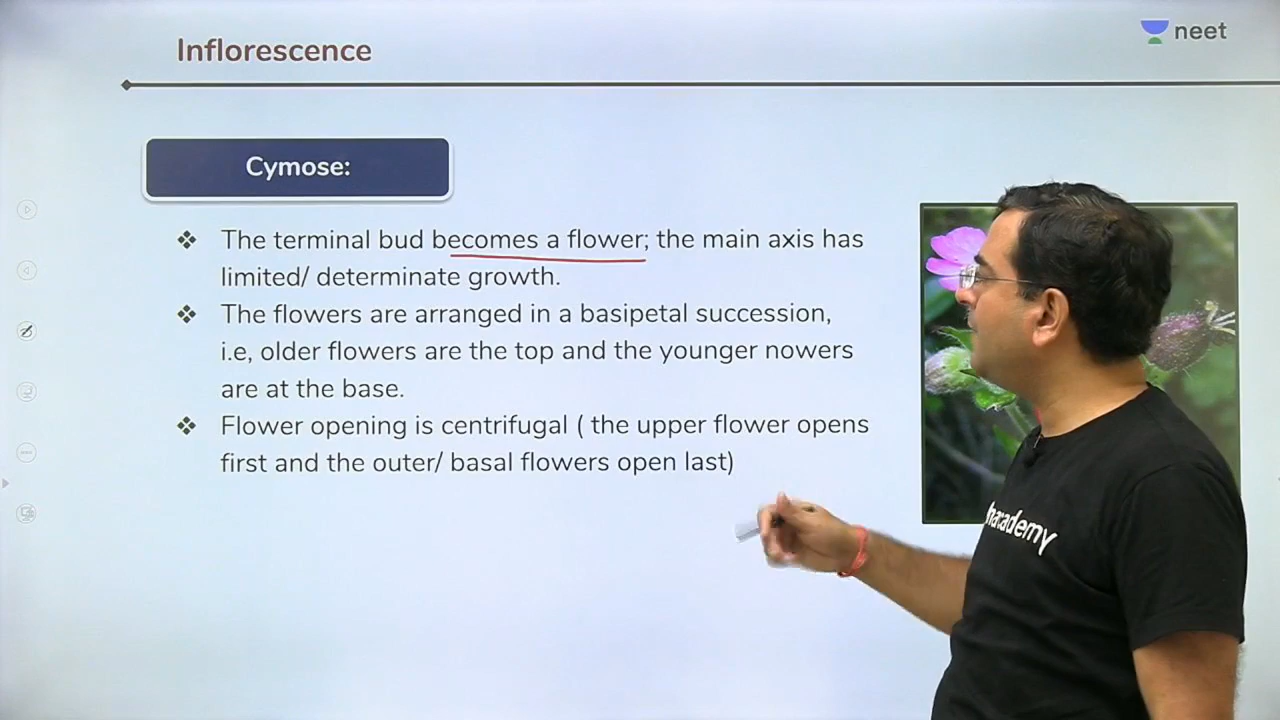 Inflorescence
neet
Cymose:
❖ The terminal bud becomes a flower; the main axis has
limited/ determinate growth.
❖ The flowers are arranged in a basipetal succession,
i.e, older flowers are the top and the younger nowers
are at the base.
❖ Flower opening is centrifugal ( the upper flower opens
first and the outer/ basal flowers open last)